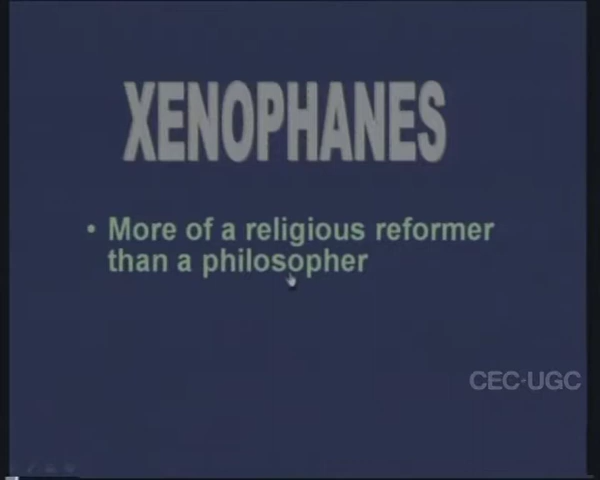 XENOPHANES
• More of a religious reformer
than a philosopher
CEC-UGC